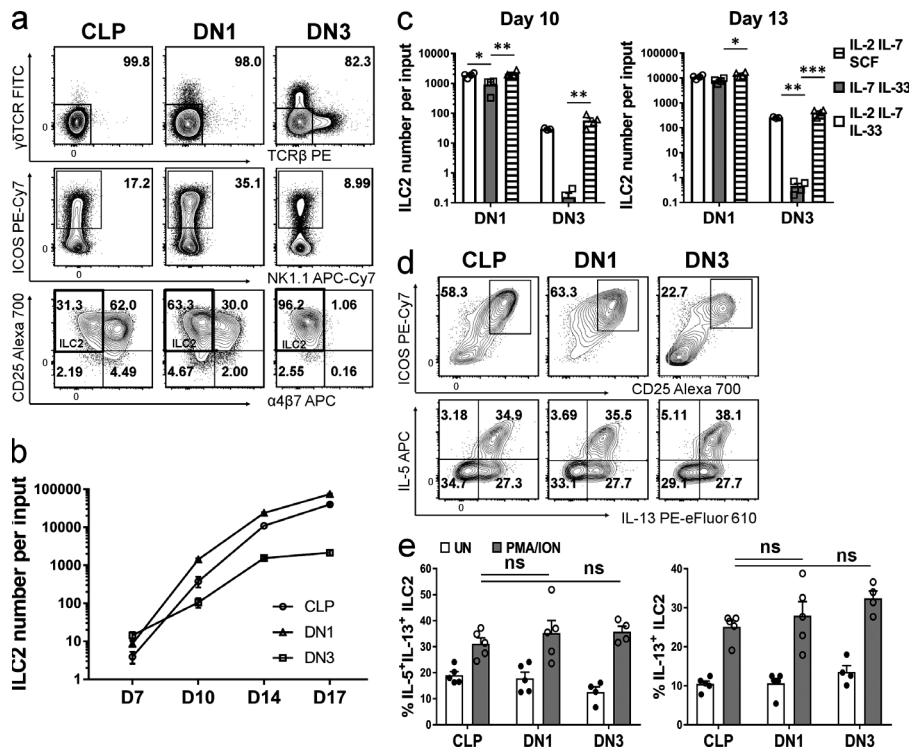 a
CLP DN1 DN3
γδTCR FITC
99.8 98.0 82.3
0 0 0
0
TCRβ PE
ICOS PE-Cy7
17.2 35.1 8.99
0
0
NK1.1 APC-Cy7
CD25 Alexa 700
31.3 62.0 63.3 30.0 96.2 1.06
ILC2 ILC2 ILC2
2.19 4.49 4.67 2.00 2.55 0.16
0
0
α4β7 APC
b
ILC2 number per input
100000
10000
1000
100
10
1
D7 D10 D14 D17
CLP
DN1
DN3
c
Day 10 Day 13
ILC2 number per input
10000
1000
100
10
1
0.1
* ** **
DN1 DN3
ILC2 number per input
100000
10000
1000
100
10
1
0.1
* ** ***
DN1 DN3
IL-2 IL-7
SCF
IL-7 IL-33
IL-2 IL-7
IL-33
d
CLP DN1 DN3
ICOS PE-Cy7
58.3 63.3 22.7
0
0
CD25 Alexa 700
IL-5 APC
3.18 34.9 3.69 35.5 5.11 38.1
34.7 27.3 33.1 27.7 29.1 27.7
0
0
IL-13 PE-eFluor 610
e
UN PMA/ION
% IL-5+IL-13+ ILC2
60
50
40
30
20
10
0
ns
ns
CLP DN1 DN3
% IL-13+ ILC2
40
30
20
10
0
ns
ns
CLP DN1 DN3